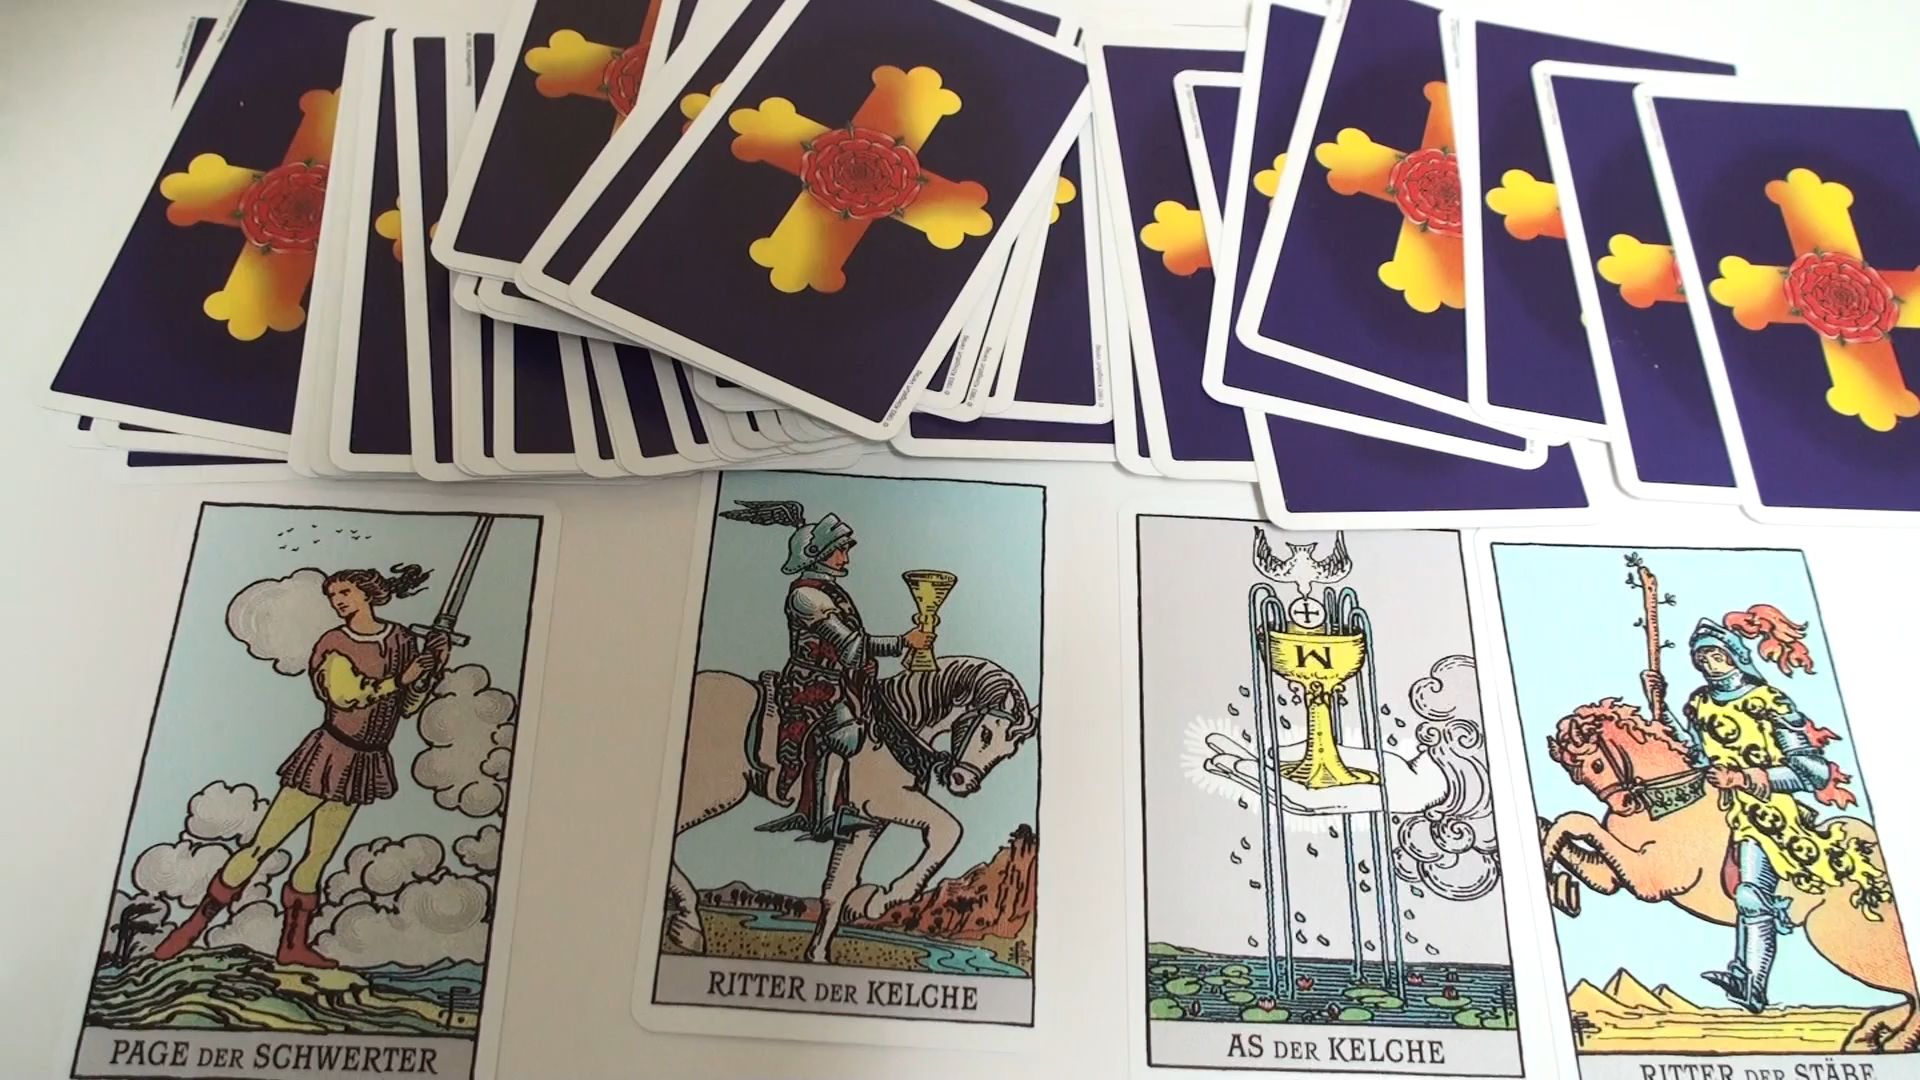 PAGE DER SCHWERTER
RITTER DER KELCHE
AS DER KELCHE
RITTER DER STÄBE